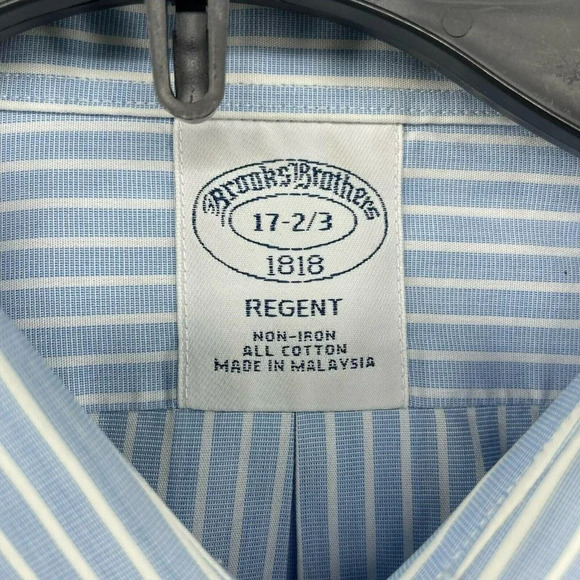 Brooks Brothers
17-2/3
1818
REGENT
NON-IRON
ALL COTTON
MADE IN MALAYSIA